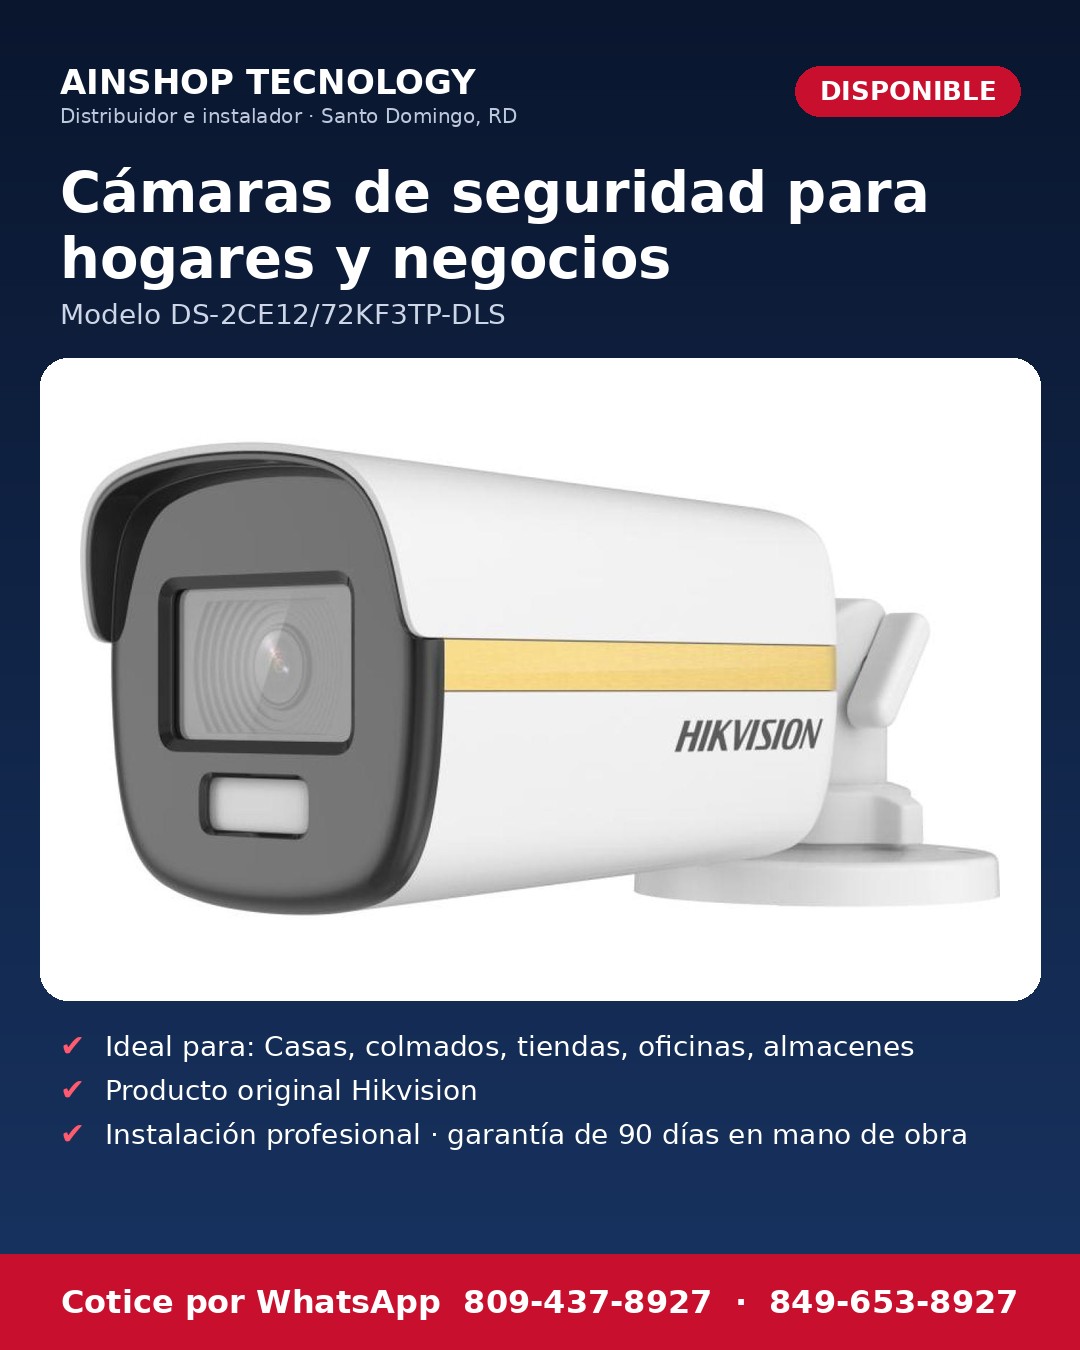 AINSHOP TECNOLOGY
DISPONIBLE
Distribuidor e instalador · Santo Domingo, RD
Cámaras de seguridad para
hogares y negocios
Modelo DS-2CE12/72KF3TP-DLS
HIKVISION
✔ Ideal para: Casas, colmados, tiendas, oficinas, almacenes
✔ Producto original Hikvision
✔ Instalación profesional · garantía de 90 días en mano de obra
Cotice por WhatsApp 809-437-8927 · 849-653-8927